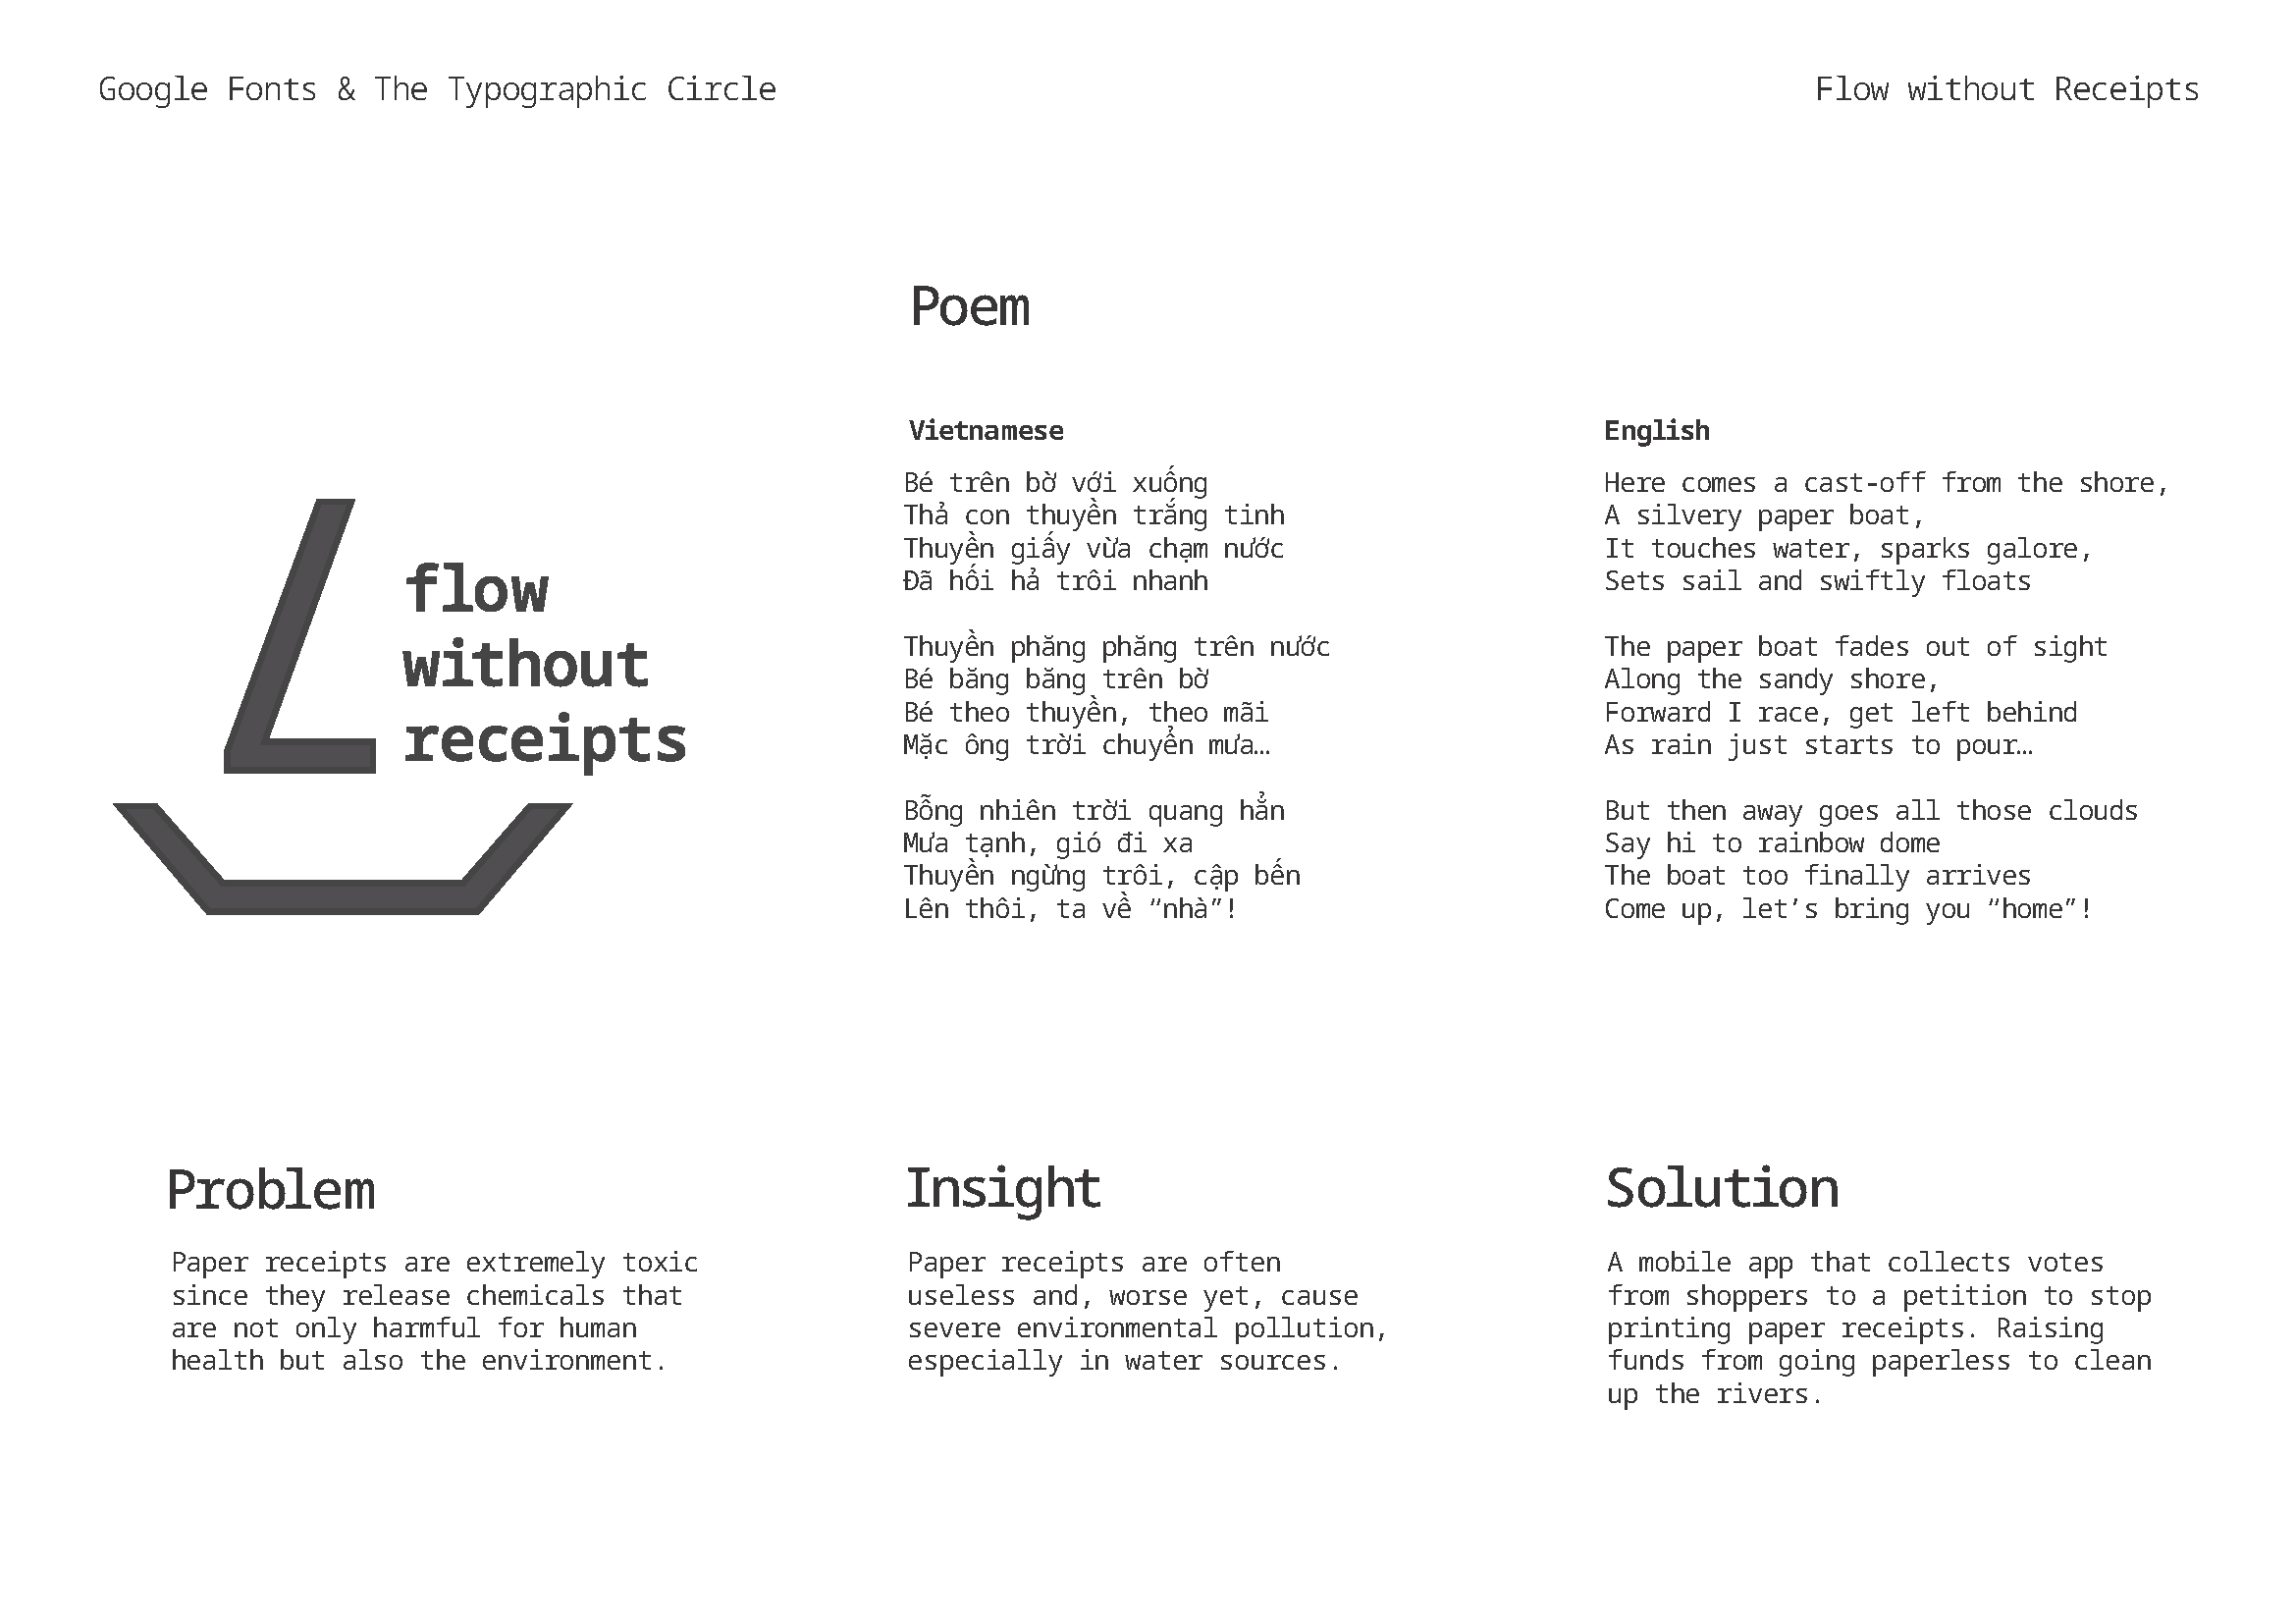 Google Fonts & The Typographic Circle
Flow without Receipts
flow
without
receipts
Poem
Vietnamese
Bé trên bờ với xuống
Thả con thuyền trắng tinh
Thuyền giấy vừa chạm nước
Đã hối hả trôi nhanh
Thuyền phăng phăng trên nước
Bé băng băng trên bờ
Bé theo thuyền, theo mãi
Mặc ông trời chuyển mưa…
Bỗng nhiên trời quang hẳn
Mưa tạnh, gió đi xa
Thuyền ngừng trôi, cập bến
Lên thôi, ta về “nhà”!
English
Here comes a cast-off from the shore,
A silvery paper boat,
It touches water, sparks galore,
Sets sail and swiftly floats
The paper boat fades out of sight
Along the sandy shore,
Forward I race, get left behind
As rain just starts to pour…
But then away goes all those clouds
Say hi to rainbow dome
The boat too finally arrives
Come up, let’s bring you “home”!
Problem
Paper receipts are extremely toxic
since they release chemicals that
are not only harmful for human
health but also the environment.
Insight
Paper receipts are often
useless and, worse yet, cause
severe environmental pollution,
especially in water sources.
Solution
A mobile app that collects votes
from shoppers to a petition to stop
printing paper receipts. Raising
funds from going paperless to clean
up the rivers.